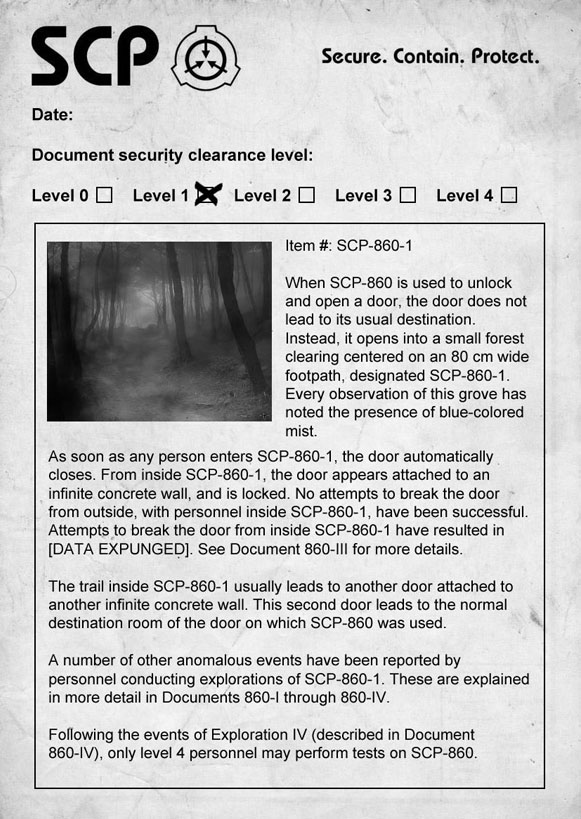 SCP
Secure. Contain. Protect.
Date:
Document security clearance level:
Level 0 Level 1 Level 2 Level 3 Level 4
Item #: SCP-860-1
When SCP-860 is used to unlock
and open a door, the door does not
lead to its usual destination.
Instead, it opens into a small forest
clearing centered on an 80 cm wide
footpath, designated SCP-860-1.
Every observation of this grove has
noted the presence of blue-colored
mist.
As soon as any person enters SCP-860-1, the door automatically
closes. From inside SCP-860-1, the door appears attached to an
infinite concrete wall, and is locked. No attempts to break the door
from outside, with personnel inside SCP-860-1, have been successful.
Attempts to break the door from inside SCP-860-1 have resulted in
[DATA EXPUNGED]. See Document 860-III for more details.
The trail inside SCP-860-1 usually leads to another door attached to
another infinite concrete wall. This second door leads to the normal
destination room of the door on which SCP-860 was used.
A number of other anomalous events have been reported by
personnel conducting explorations of SCP-860-1. These are explained
in more detail in Documents 860-I through 860-IV.
Following the events of Exploration IV (described in Document
860-IV), only level 4 personnel may perform tests on SCP-860.